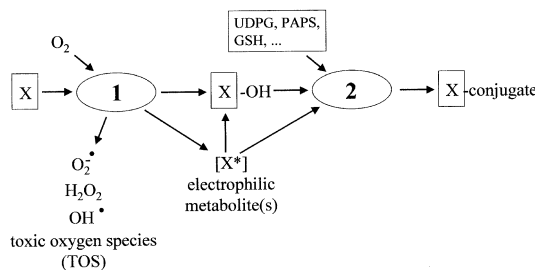 UDPG, PAPS,
GSH, ...
O₂
X
1
X -OH
2
X -conjugate
O₂⁻•
H₂O₂
OH•
toxic oxygen species
(TOS)
[X*]
electrophilic
metabolite(s)